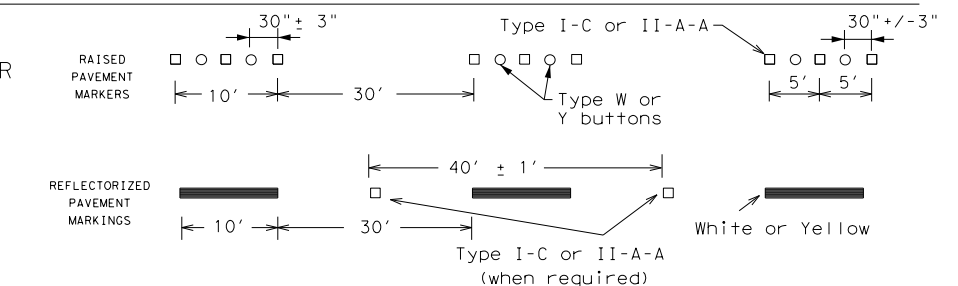 30"± 3"
Type I-C or II-A-A
30"+/-3"
R
RAISED
PAVEMENT
MARKERS
10'
30'
5'
5'
Type W or
Y buttons
40' ± 1'
REFLECTORIZED
PAVEMENT
MARKINGS
10'
30'
Type I-C or II-A-A
(when required)
White or Yellow